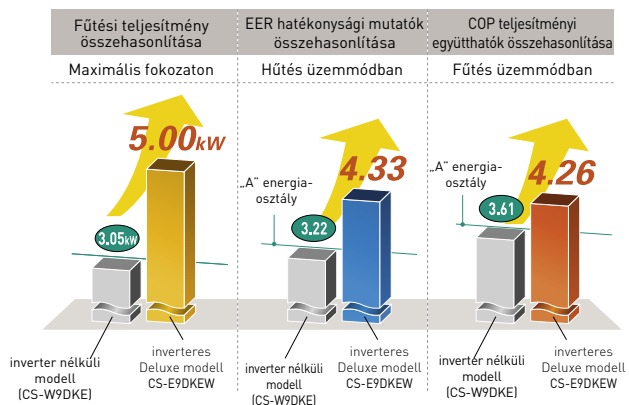 Fűtési teljesítmény
összehasonlítása
Maximális fokozaton
5.00kW
3.05kW
inverter nélküli
modell
(CS-W9DKE)
inverteres
Deluxe modell
CS-E9DKEW
EER hatékonysági mutatók
összehasonlítása
Hűtés üzemmódban
4.33
„A” energia-
osztály
3.22
inverter nélküli
modell
(CS-W9DKE)
inverteres
Deluxe modell
CS-E9DKEW
COP teljesítményi
együtthatók összehasonlítása
Fűtés üzemmódban
4.26
„A” energia-
osztály
3.61
inverter nélküli
modell
(CS-W9DKE)
inverteres
Deluxe modell
CS-E9DKEW